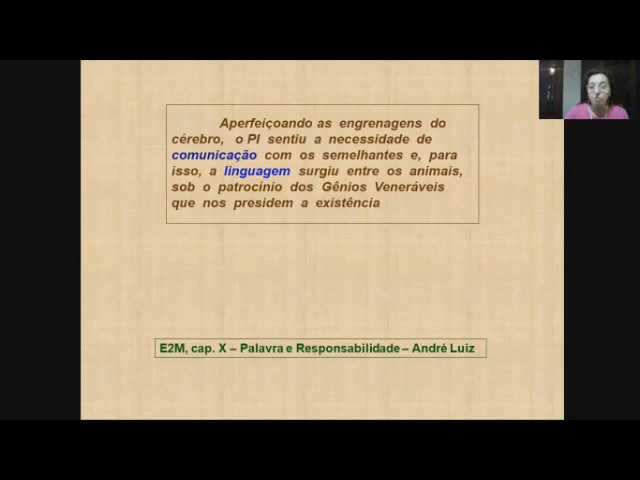 Aperfeiçoando as engrenagens do
cérebro, o PI sentiu a necessidade de
comunicação com os semelhantes e, para
isso, a linguagem surgiu entre os animais,
sob o patrocínio dos Gênios Veneráveis
que nos presidem a existência
E2M, cap. X – Palavra e Responsabilidade – André Luiz